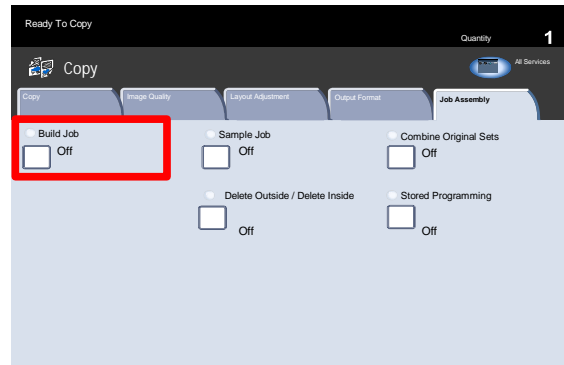 Ready To Copy
Quantity 1
Copy
All Services
Copy Image Quality Layout Adjustment Output Format Job Assembly
Build Job Sample Job Combine Original Sets
Off Off Off
Delete Outside / Delete Inside Stored Programming
Off Off